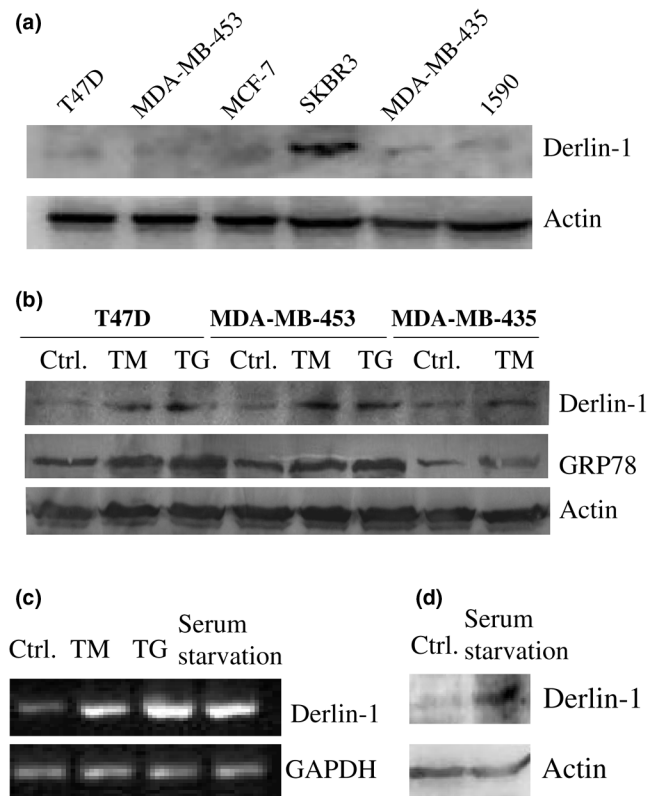 (a)
T47D MDA-MB-453 MCF-7 SKBR3 MDA-MB-435 1590
Derlin-1
Actin
(b)
T47D MDA-MB-453 MDA-MB-435
Ctrl. TM TG Ctrl. TM TG Ctrl. TM
Derlin-1
GRP78
Actin
(c)
Ctrl. TM TG Serum
starvation
Derlin-1
GAPDH
(d)
Ctrl. Serum
starvation
Derlin-1
Actin